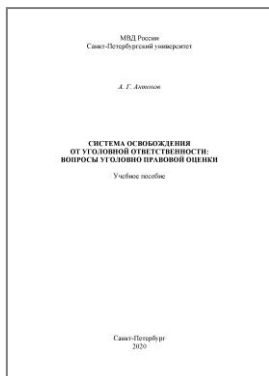 МВД России
Санкт-Петербургский университет
А. Г. Антонов
СИСТЕМА ОСВОБОЖДЕНИЯ
ОТ УГОЛОВНОЙ ОТВЕТСТВЕННОСТИ:
ВОПРОСЫ УГОЛОВНО ПРАВОВОЙ ОЦЕНКИ
Учебное пособие
Санкт-Петербург
2020